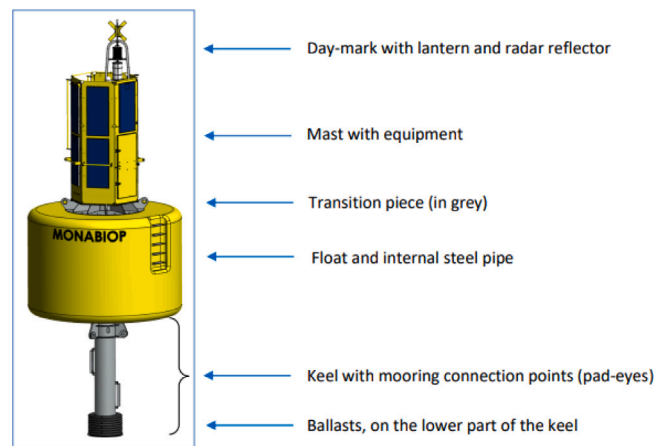 Day-mark with lantern and radar reflector
Mast with equipment
Transition piece (in grey)
MONABIOP
Float and internal steel pipe
Keel with mooring connection points (pad-eyes)
Ballasts, on the lower part of the keel